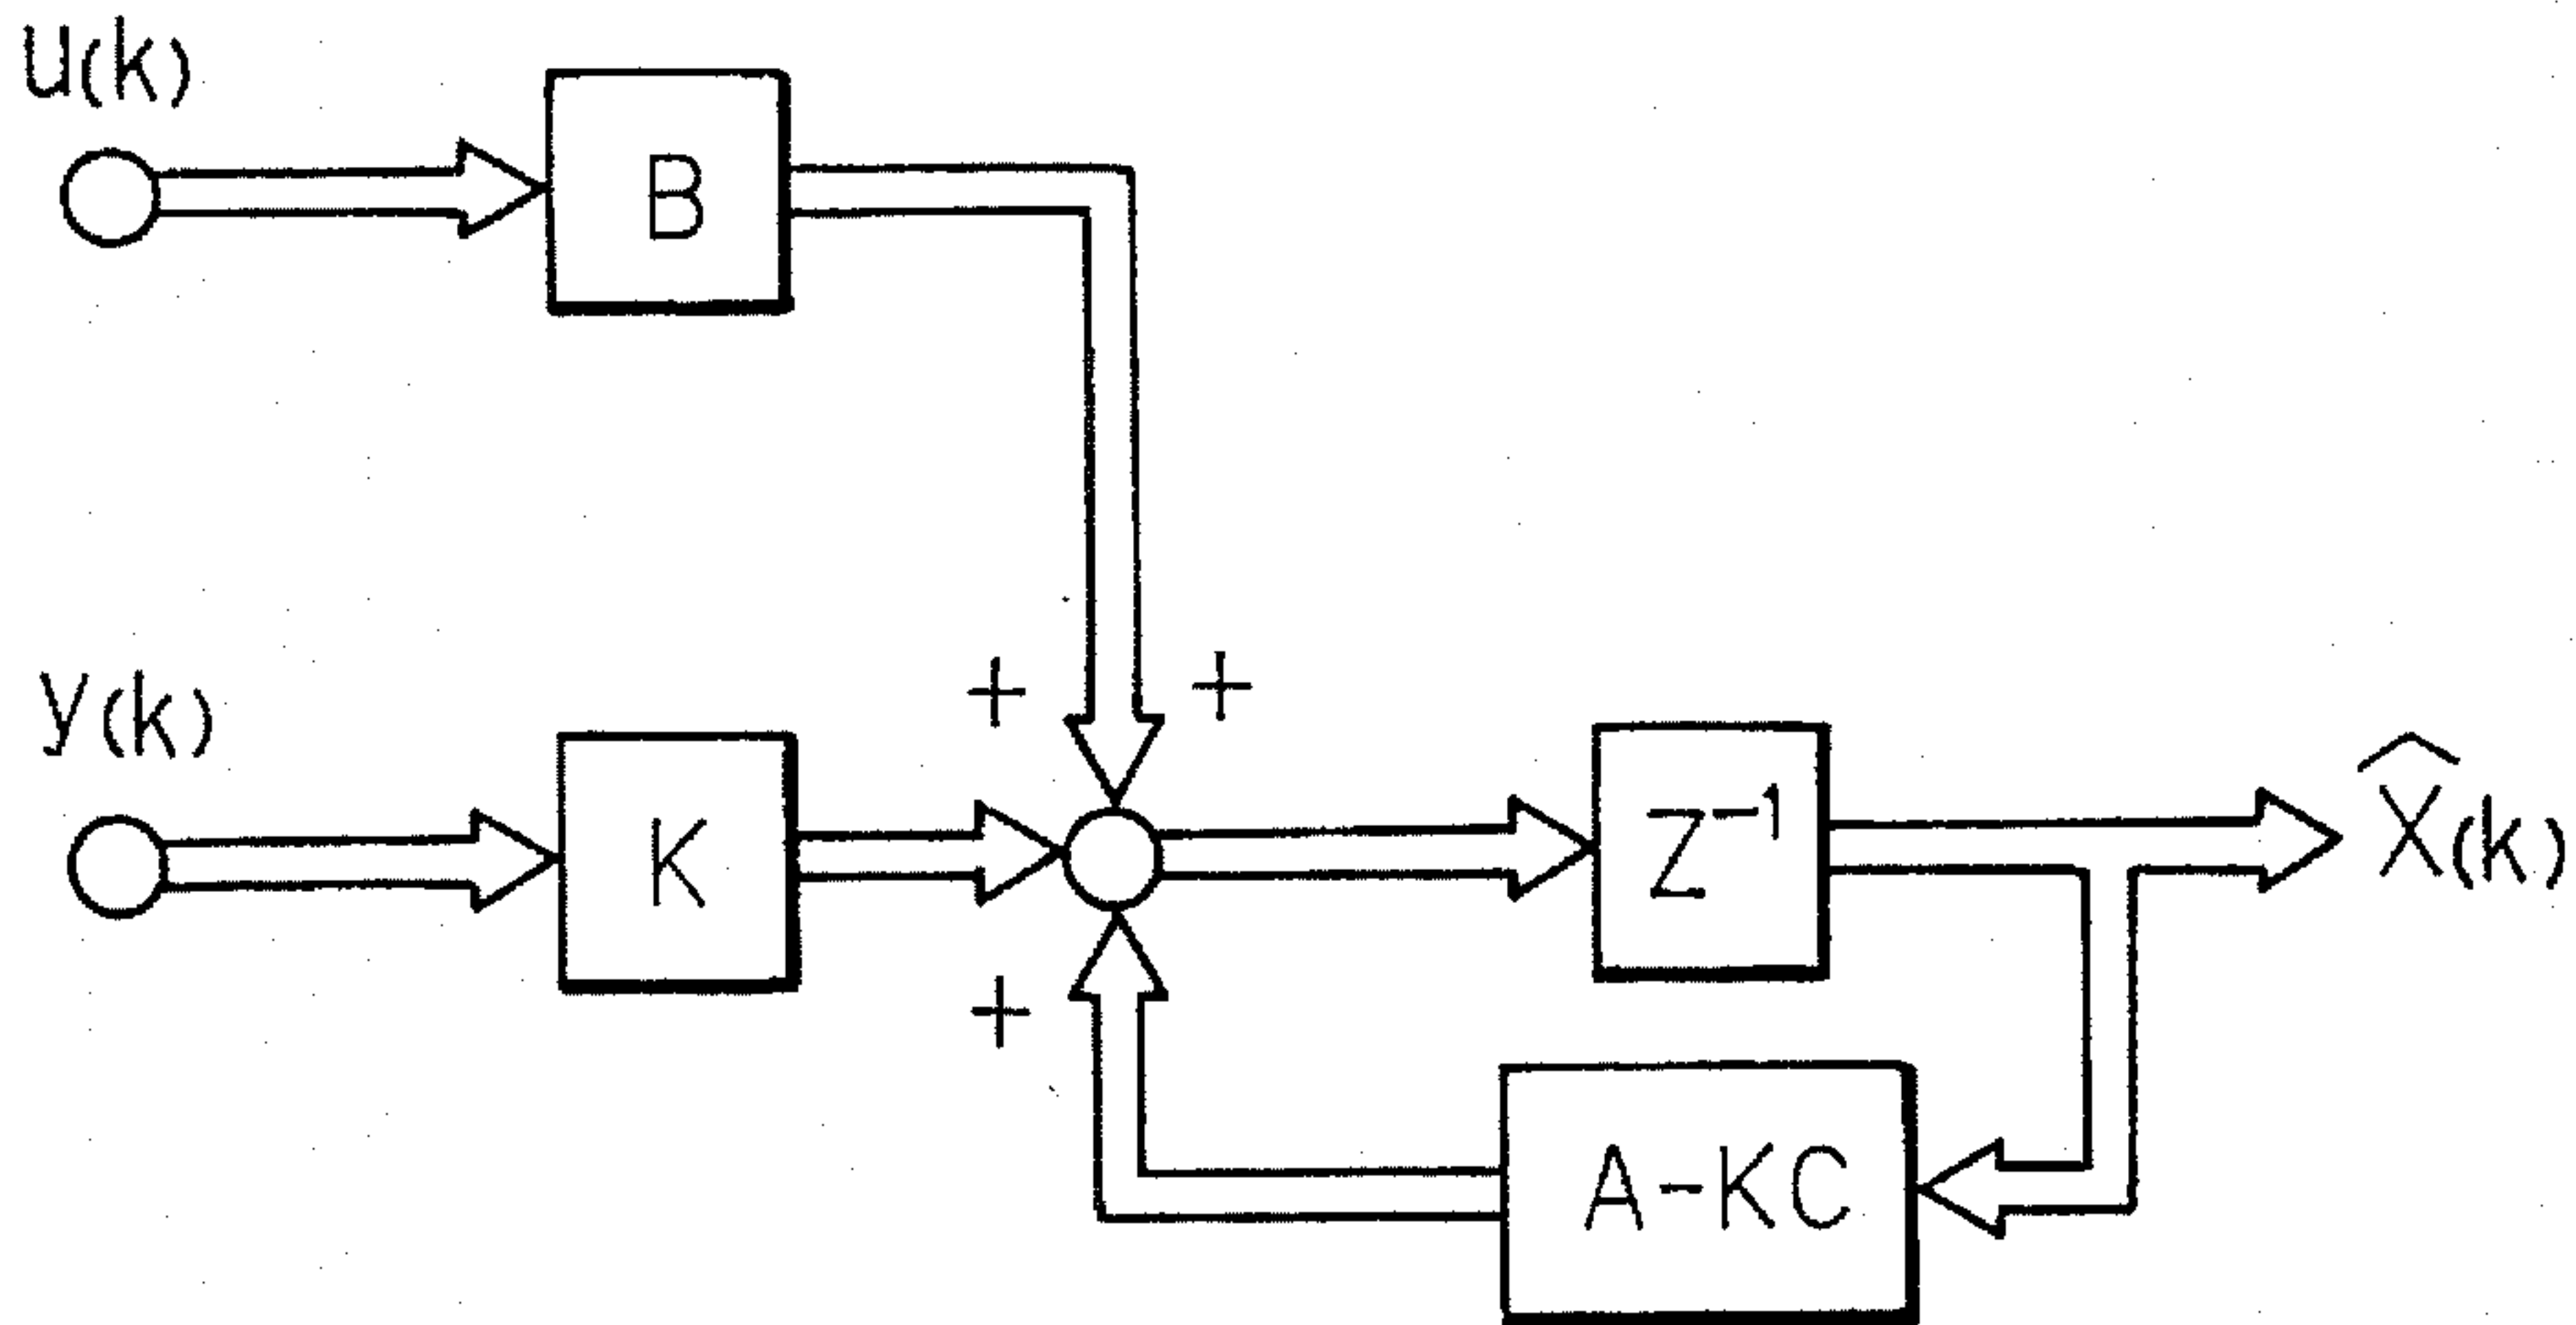 u(k)
B
+ +
y(k)
K
Z⁻¹
X̂(k)
+
A-KC